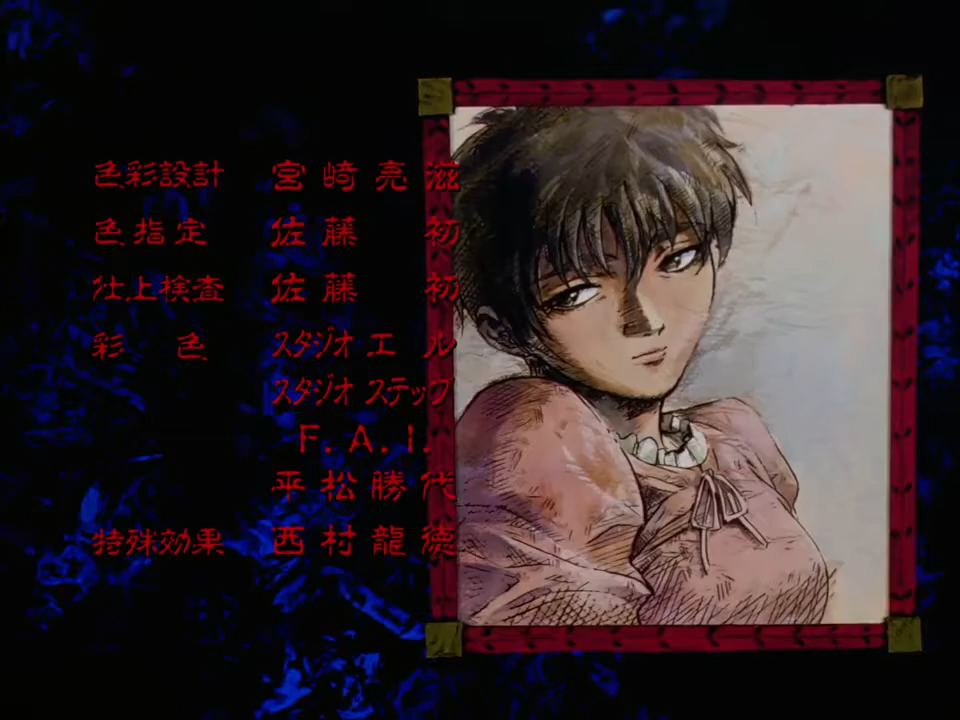 色彩設計 宮崎亮滋
色指定 佐藤 初
仕上検査 佐藤 初
彩色 スタジオエル
スタジオステップ
F.A.I.
平松勝代
特殊効果 西村龍徳